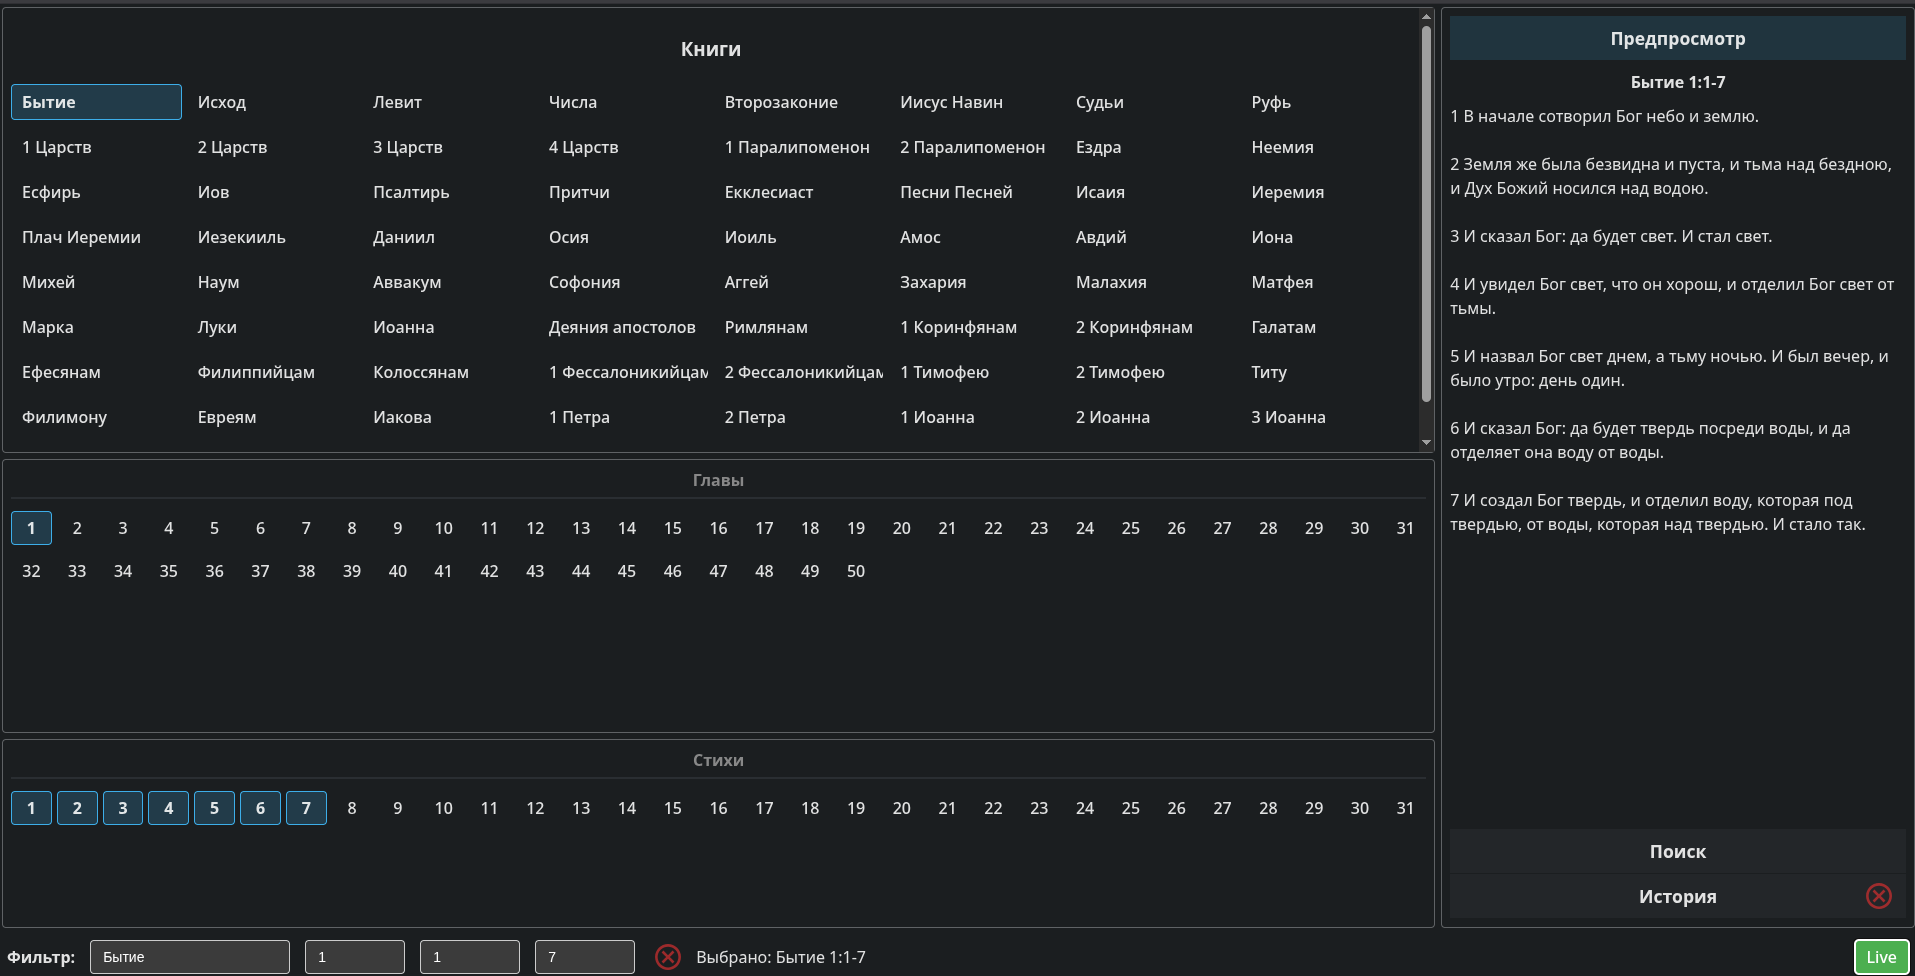 Книги
Бытие Исход Левит Числа Второзаконие Иисус Навин Судьи Руфь
1 Царств 2 Царств 3 Царств 4 Царств 1 Паралипоменон 2 Паралипоменон Ездра Неемия
Есфирь Иов Псалтирь Притчи Екклесиаст Песни Песней Исаия Иеремия
Плач Иеремии Иезекииль Даниил Осия Иоиль Амос Авдий Иона
Михей Наум Аввакум Софония Аггей Захария Малахия Матфея
Марка Луки Иоанна Деяния апостолов Римлянам 1 Коринфянам 2 Коринфянам Галатам
Ефесянам Филиппийцам Колоссянам 1 Фессалоникийцам 2 Фессалоникийцам 1 Тимофею 2 Тимофею Титу
Филимону Евреям Иакова 1 Петра 2 Петра 1 Иоанна 2 Иоанна 3 Иоанна
Главы
1 2 3 4 5 6 7 8 9 10 11 12 13 14 15 16 17 18 19 20 21 22 23 24 25 26 27 28 29 30 31
32 33 34 35 36 37 38 39 40 41 42 43 44 45 46 47 48 49 50
Стихи
1 2 3 4 5 6 7 8 9 10 11 12 13 14 15 16 17 18 19 20 21 22 23 24 25 26 27 28 29 30 31
Предпросмотр
Бытие 1:1-7
1 В начале сотворил Бог небо и землю.
2 Земля же была безвидна и пуста, и тьма над бездною,
и Дух Божий носился над водою.
3 И сказал Бог: да будет свет. И стал свет.
4 И увидел Бог свет, что он хорош, и отделил Бог свет от
тьмы.
5 И назвал Бог свет днем, а тьму ночью. И был вечер, и
было утро: день один.
6 И сказал Бог: да будет твердь посреди воды, и да
отделяет она воду от воды.
7 И создал Бог твердь, и отделил воду, которая под
твердью, от воды, которая над твердью. И стало так.
Поиск
История
Фильтр: Бытие 1 1 7 Выбрано: Бытие 1:1-7 Live